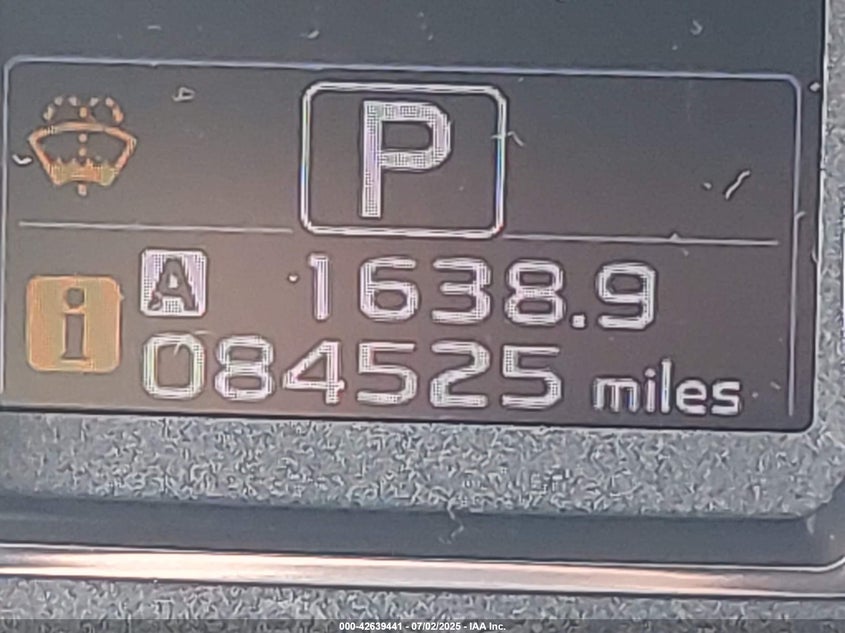 P
A 1638.9
i
084525 miles
000-42639441 - 07/02/2025 - IAA Inc.